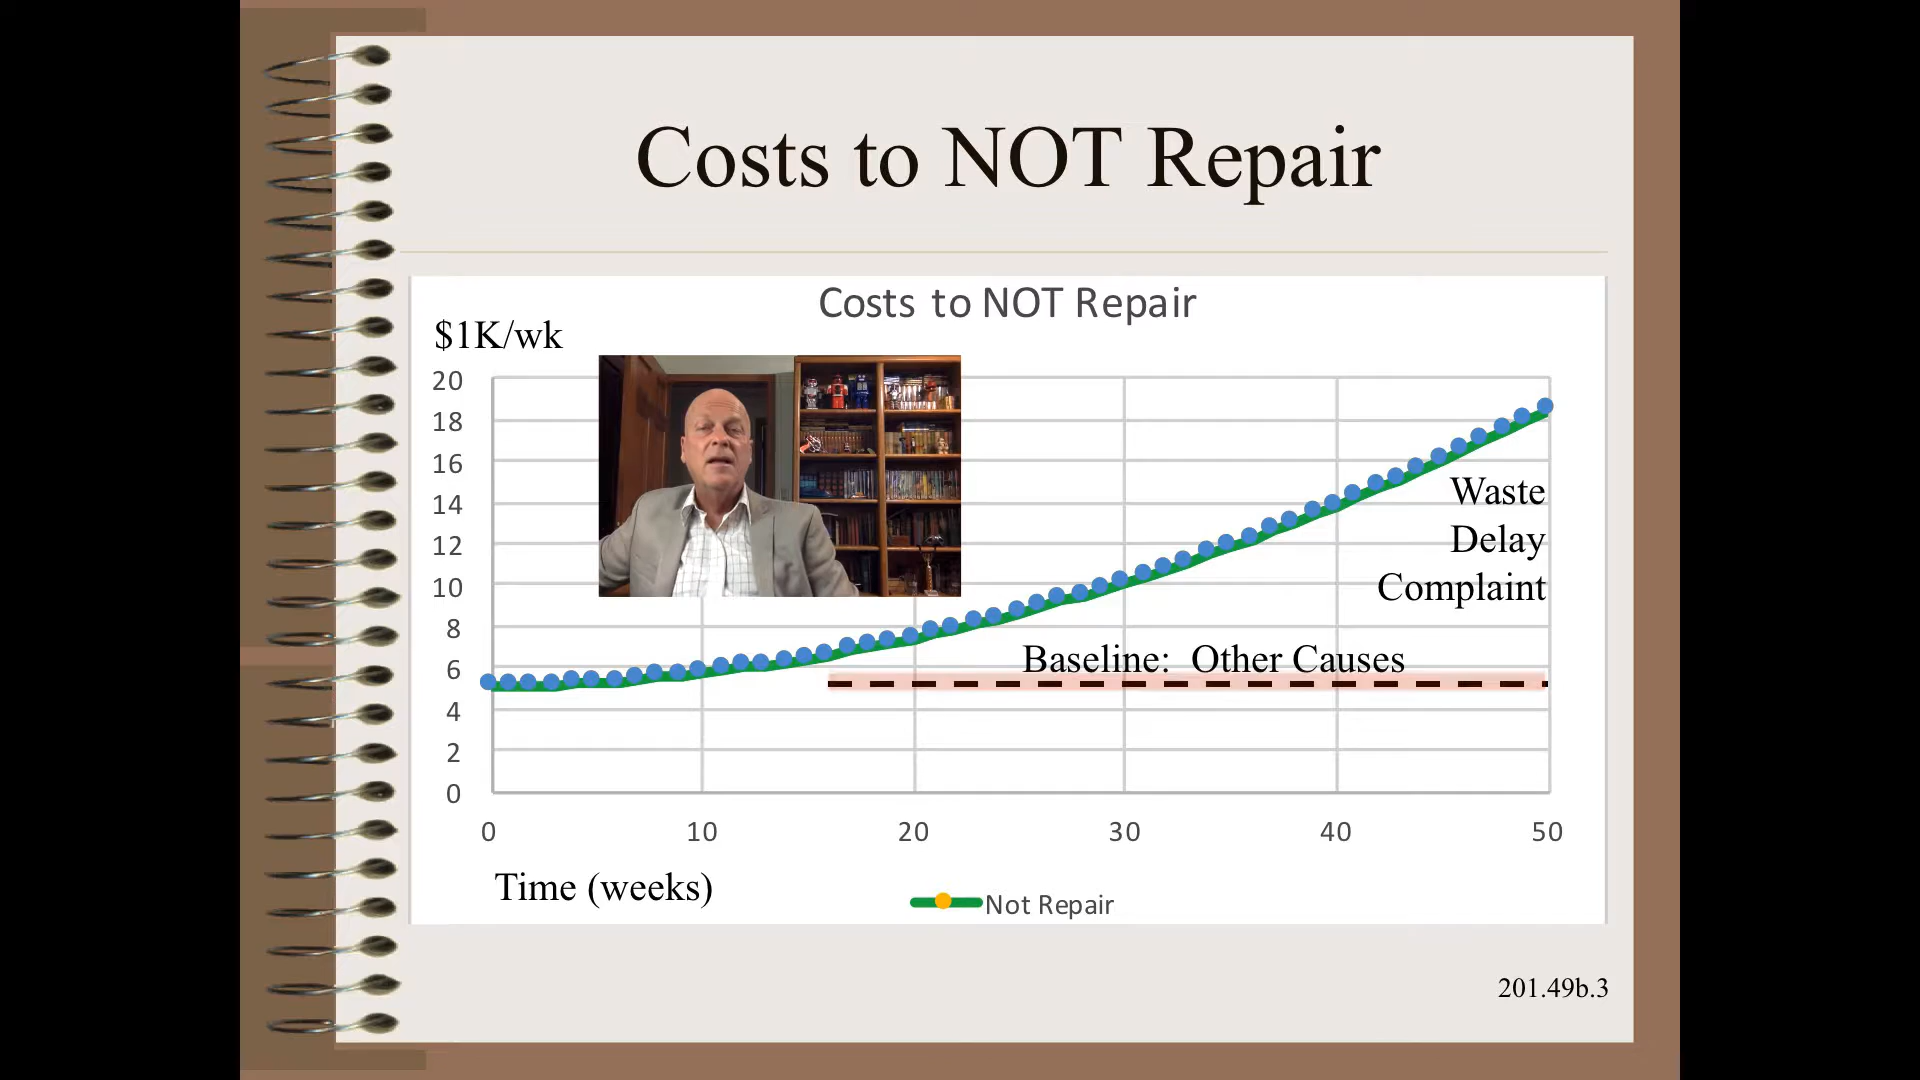 Costs to NOT Repair
Costs to NOT Repair
$1K/wk
20
18
16
14
12
10
8
6
4
2
0
Waste
Delay
Complaint
Baseline: Other Causes
0 10 20 30 40 50
Time (weeks)
Not Repair
201.49b.3